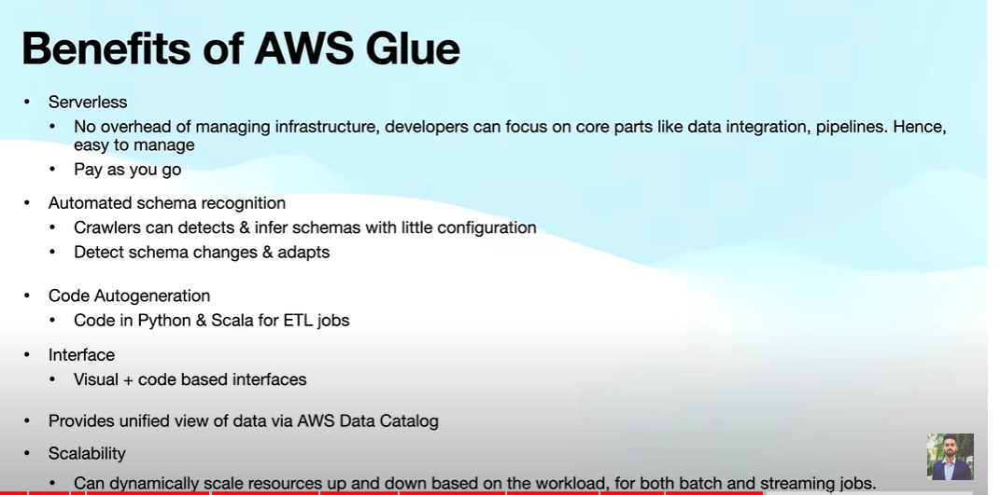 Benefits of AWS Glue
• Serverless
• No overhead of managing infrastructure, developers can focus on core parts like data integration, pipelines. Hence,
easy to manage
• Pay as you go
• Automated schema recognition
• Crawlers can detects & infer schemas with little configuration
• Detect schema changes & adapts
• Code Autogeneration
• Code in Python & Scala for ETL jobs
• Interface
• Visual + code based interfaces
• Provides unified view of data via AWS Data Catalog
• Scalability
• Can dynamically scale resources up and down based on the workload, for both batch and streaming jobs.